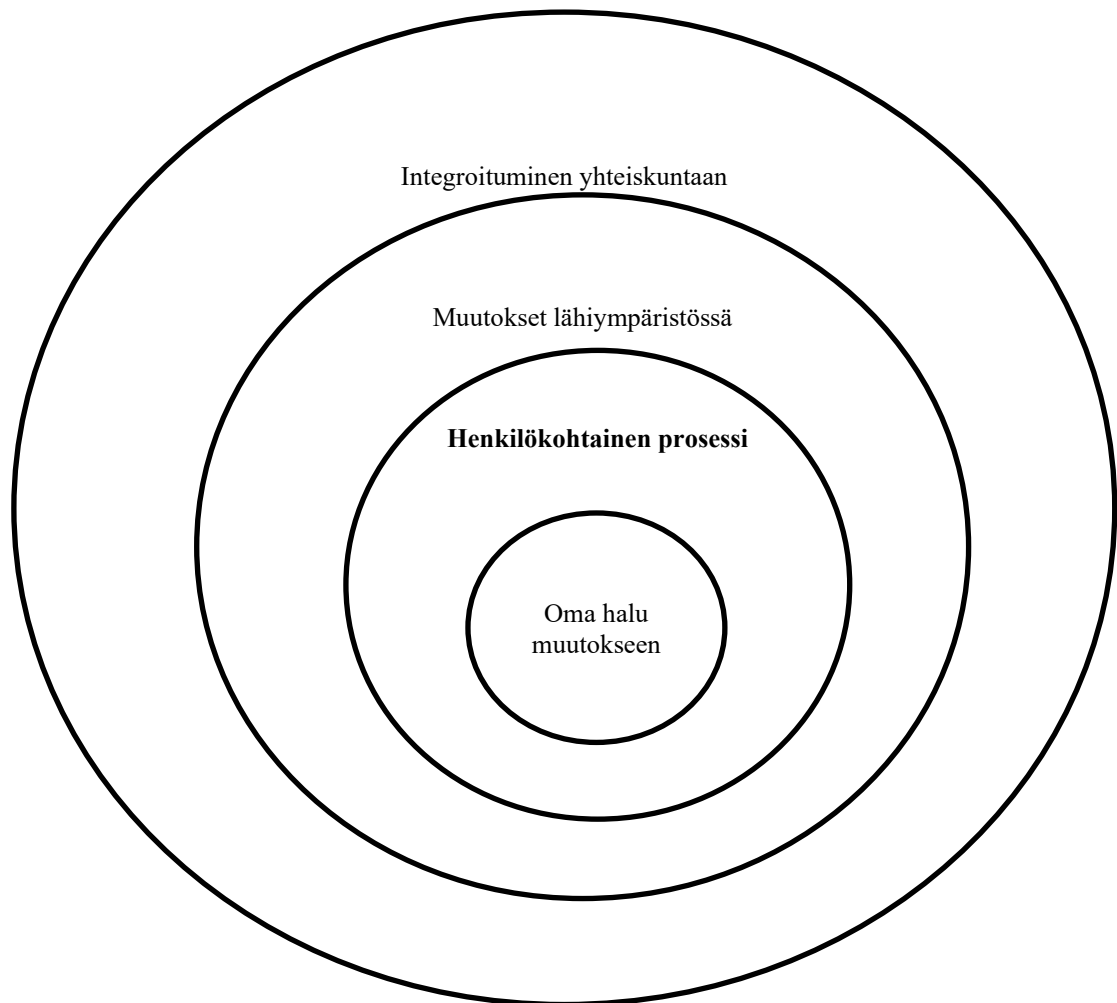 Integroituminen yhteiskuntaan
Muutokset lähiympäristössä
Henkilökohtainen prosessi
Oma halu
muutokseen